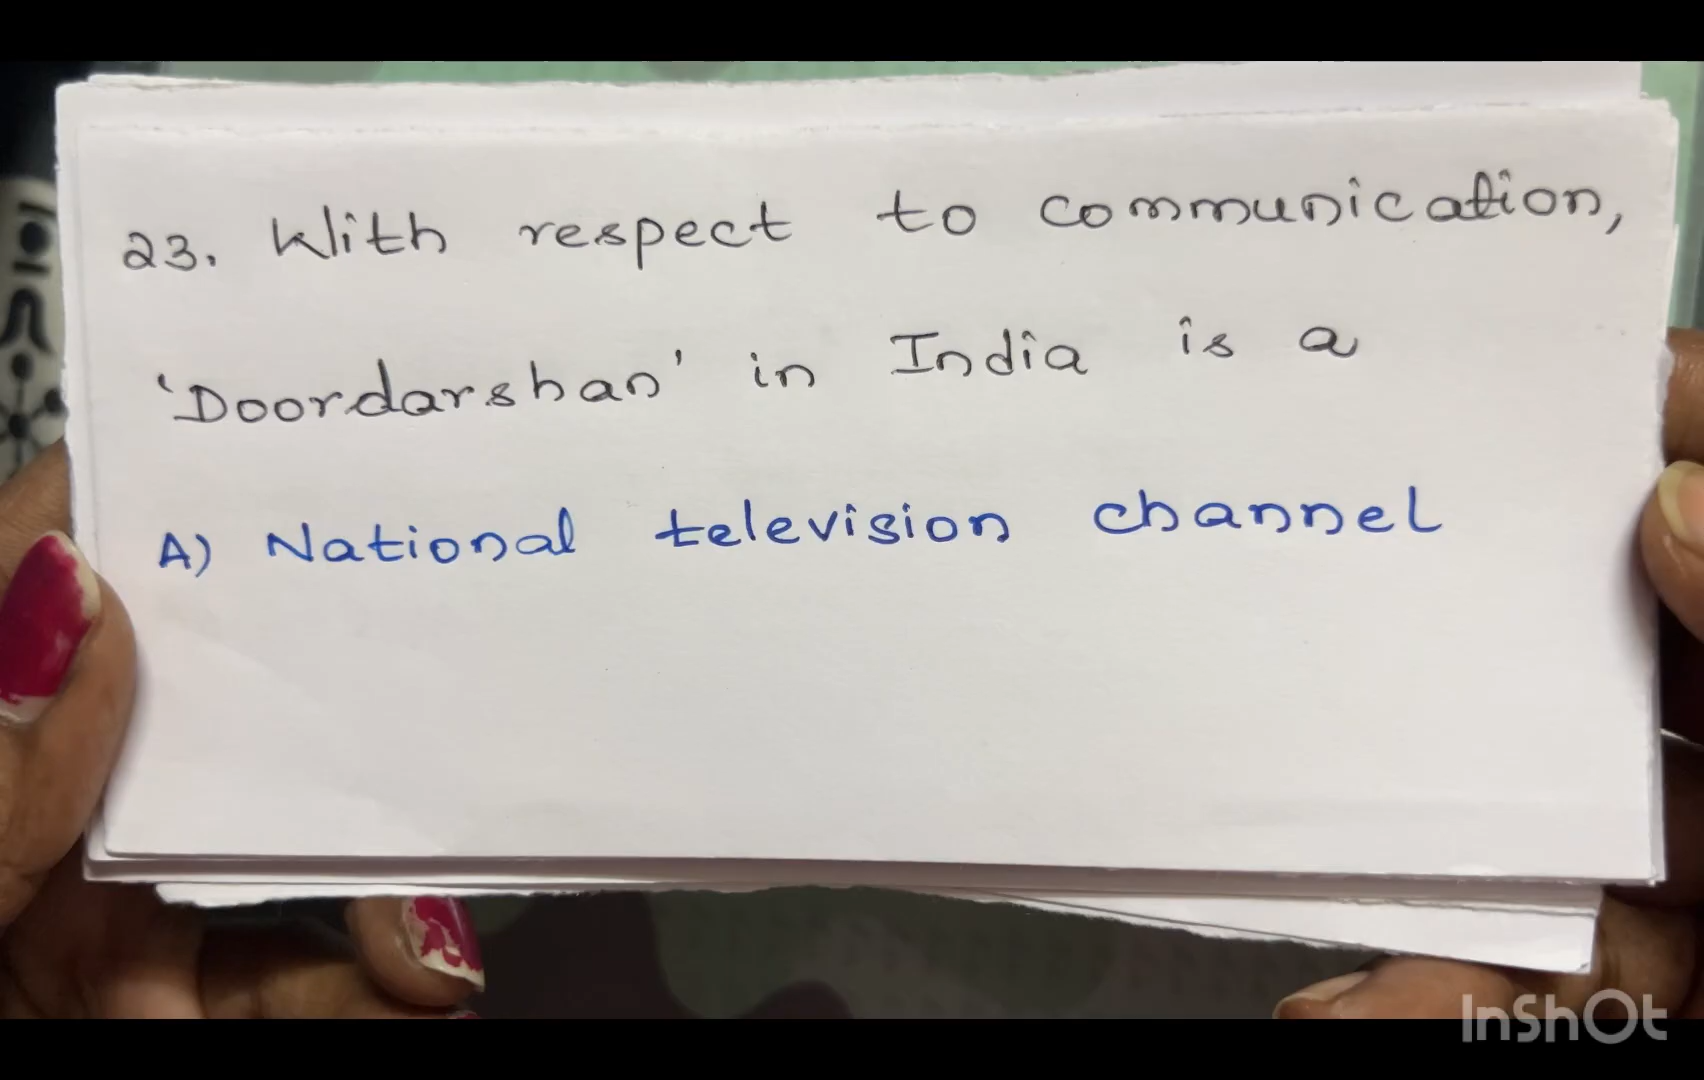 23. With respect to communication,
'Doordarshan' in India is a
A) National television channel
InShOt